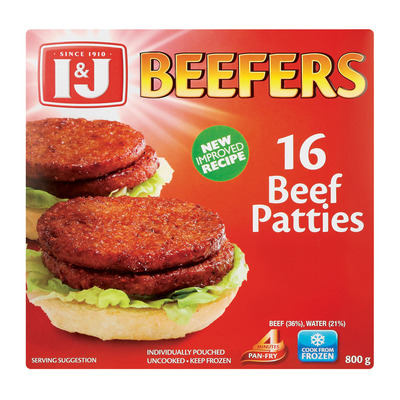 · SINCE 1910 ·
I&J
BEEFERS
NEW
IMPROVED
RECIPE
16
Beef
Patties
BEEF (36%), WATER (21%)
4
MINUTES
PAN-FRY
COOK FROM
FROZEN
SERVING SUGGESTION
INDIVIDUALLY POUCHED
UNCOOKED • KEEP FROZEN
800 g